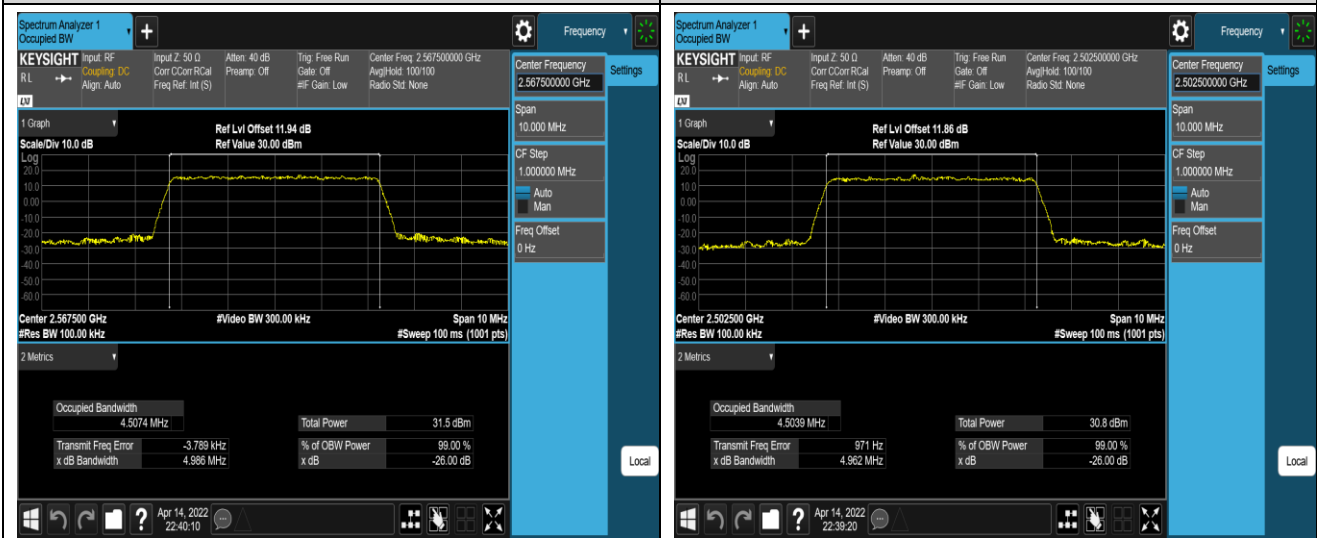 Spectrum Analyzer 1
Occupied BW
+
Frequency
KEYSIGHT
Input: RF
Coupling: DC
Align: Auto
Input Z: 50 Ω
Corr CCorr RCal
Freq Ref: Int (S)
Atten: 40 dB
Preamp: Off
Trig: Free Run
Gate: Off
#IF Gain: Low
Center Freq: 2.567500000 GHz
Avg|Hold: 100/100
Radio Std: None
RL
LXI
Center Frequency
2.567500000 GHz
Settings
Span
10.000 MHz
CF Step
1.000000 MHz
Auto
Man
Freq Offset
0 Hz
Local
1 Graph
Ref Lvl Offset 11.94 dB
Scale/Div 10.0 dB
Ref Value 30.00 dBm
Log
20.0
10.0
0.00
-10.0
-20.0
-30.0
-40.0
-50.0
-60.0
Center 2.567500 GHz
#Video BW 300.00 kHz
Span 10 MHz
#Res BW 100.00 kHz
#Sweep 100 ms (1001 pts)
2 Metrics
Occupied Bandwidth
4.5074 MHz
Total Power 31.5 dBm
Transmit Freq Error -3.789 kHz
% of OBW Power 99.00 %
x dB Bandwidth 4.986 MHz
x dB -26.00 dB
?
Apr 14, 2022
22:40:10
Spectrum Analyzer 1
Occupied BW
+
Frequency
KEYSIGHT
Input: RF
Coupling: DC
Align: Auto
Input Z: 50 Ω
Corr CCorr RCal
Freq Ref: Int (S)
Atten: 40 dB
Preamp: Off
Trig: Free Run
Gate: Off
#IF Gain: Low
Center Freq: 2.502500000 GHz
Avg|Hold: 100/100
Radio Std: None
RL
LXI
Center Frequency
2.502500000 GHz
Settings
Span
10.000 MHz
CF Step
1.000000 MHz
Auto
Man
Freq Offset
0 Hz
Local
1 Graph
Ref Lvl Offset 11.86 dB
Scale/Div 10.0 dB
Ref Value 30.00 dBm
Log
20.0
10.0
0.00
-10.0
-20.0
-30.0
-40.0
-50.0
-60.0
Center 2.502500 GHz
#Video BW 300.00 kHz
Span 10 MHz
#Res BW 100.00 kHz
#Sweep 100 ms (1001 pts)
2 Metrics
Occupied Bandwidth
4.5039 MHz
Total Power 30.8 dBm
Transmit Freq Error 971 Hz
% of OBW Power 99.00 %
x dB Bandwidth 4.962 MHz
x dB -26.00 dB
?
Apr 14, 2022
22:39:20